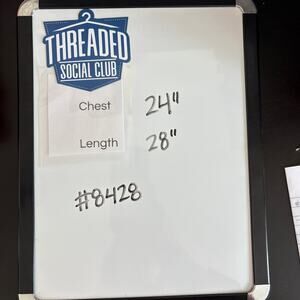 THREADED
SOCIAL CLUB
Chest 24"
Length 28"
#8428